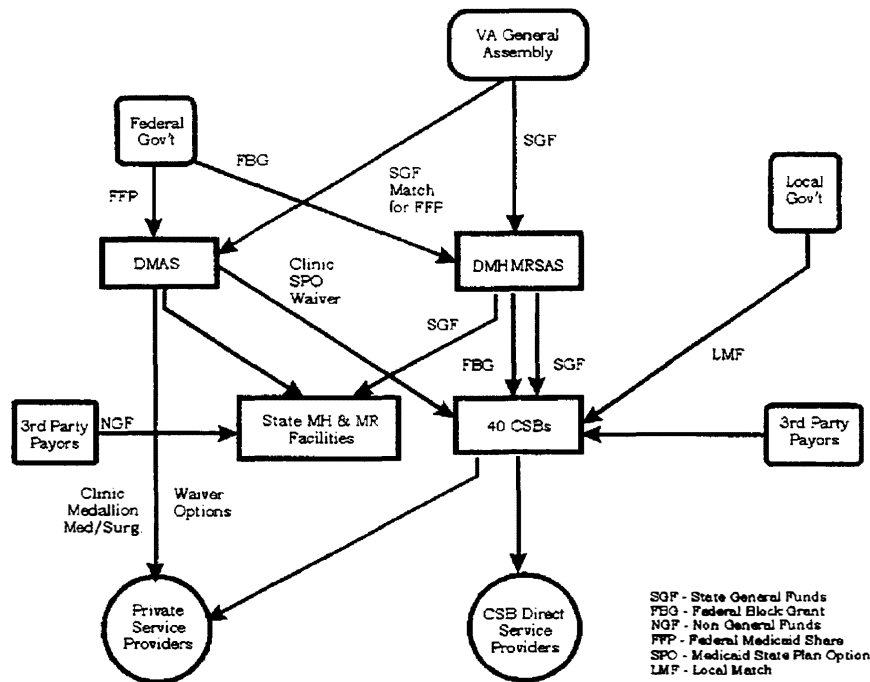 VA General
Assembly
Federal
Gov't
FBG
SGF
SGF
Match
for FFP
FFP
Local
Gov't
DMAS
DMHMRSAS
Clinic
SPO
Waiver
SGF
FBG
SGF
LMF
3rd Party
Payors
NGF
State MH & MR
Facilities
40 CSBs
3rd Party
Payors
Clinic
Medallion
Med/Surg.
Waiver
Options
Private
Service
Providers
CSB Direct
Service
Providers
SGF - State General Funds
FBG - Federal Block Grant
NGF - Non General Funds
FFP - Federal Medicaid Share
SPO - Medicaid State Plan Option
LMF - Local Match